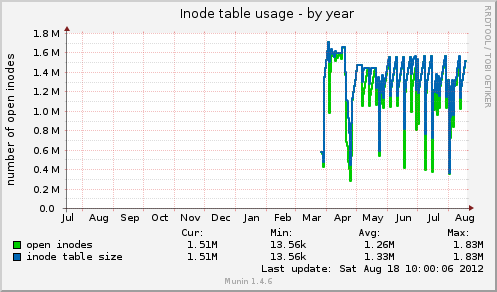 Inode table usage - by year
RRDTOOL / TOBI OETIKER
number of open inodes
1.8 M
1.6 M
1.4 M
1.2 M
1.0 M
0.8 M
0.6 M
0.4 M
0.2 M
0.0
Jul Aug Sep Oct Nov Dec Jan Feb Mar Apr May Jun Jul Aug
Cur: Min: Avg: Max:
open inodes 1.51M 13.56k 1.26M 1.83M
inode table size 1.51M 13.56k 1.33M 1.83M
Last update: Sat Aug 18 10:00:06 2012
Munin 1.4.6